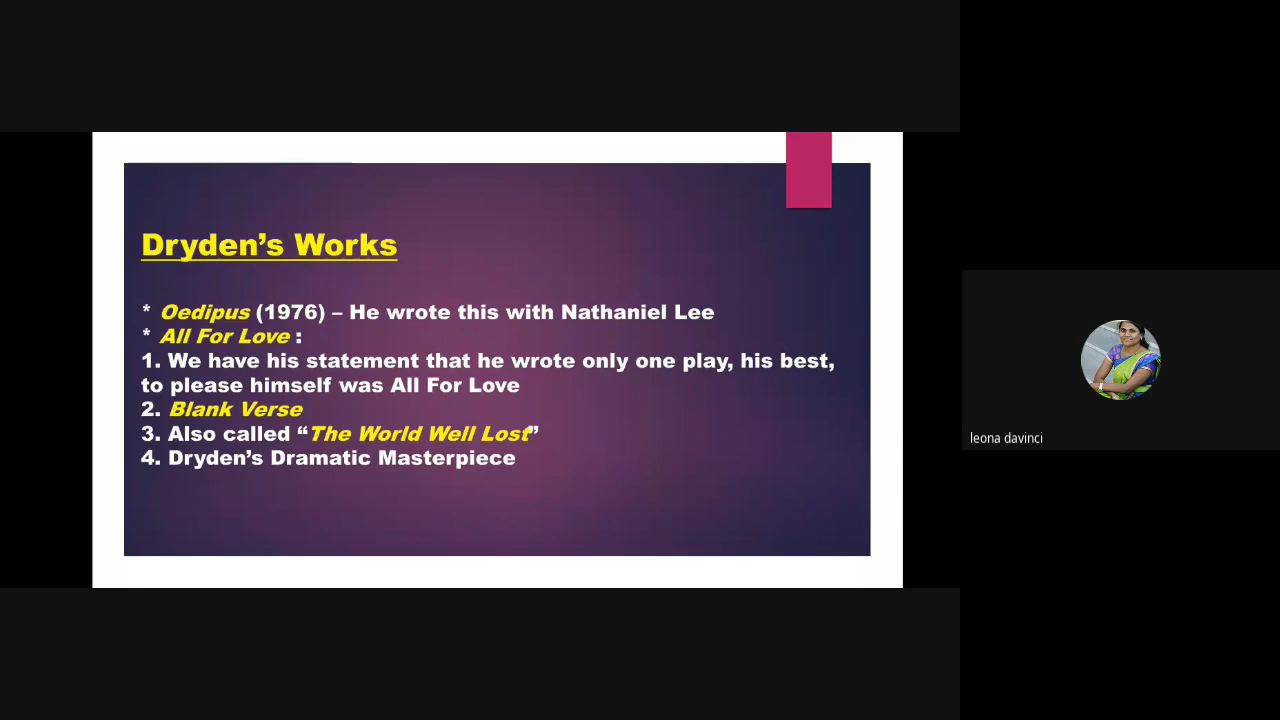 Dryden’s Works
* Oedipus (1976) – He wrote this with Nathaniel Lee
* All For Love :
1. We have his statement that he wrote only one play, his best,
to please himself was All For Love
2. Blank Verse
3. Also called “The World Well Lost”
4. Dryden’s Dramatic Masterpiece
leona davinci